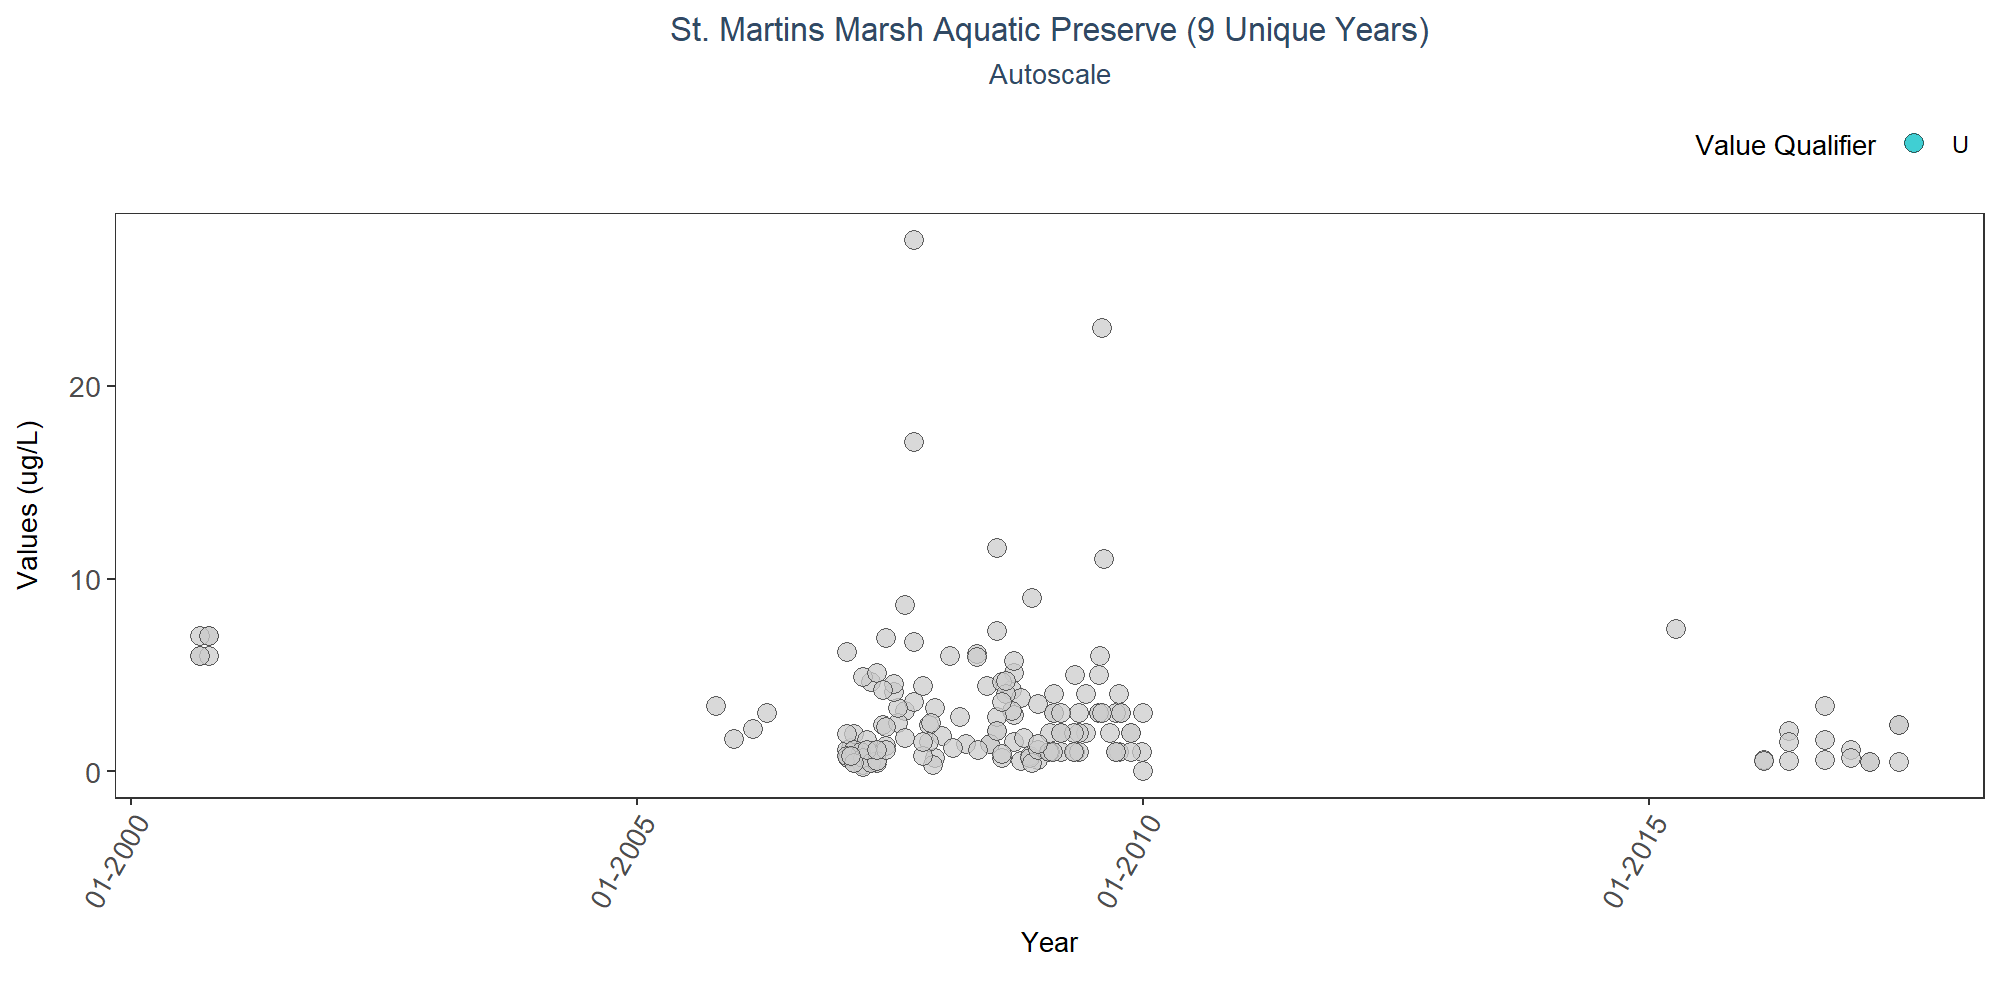 St. Martins Marsh Aquatic Preserve (9 Unique Years)
Autoscale
Value Qualifier U
Values (ug/L)
20
10
0
01-2000 01-2005 01-2010 01-2015
Year